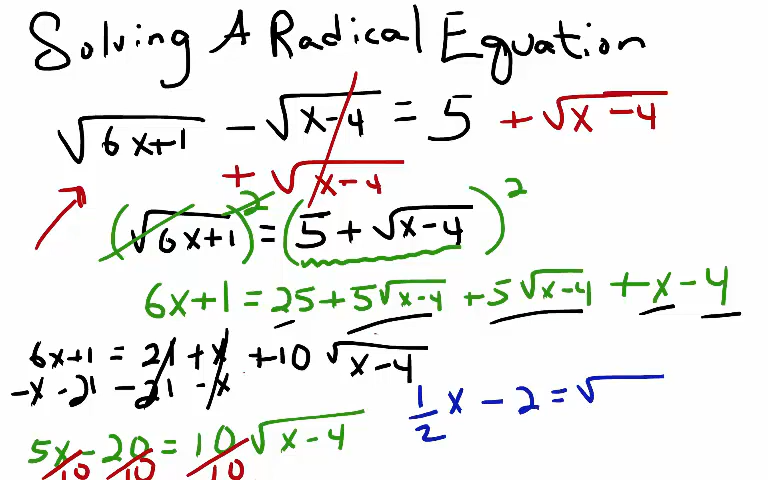 Solving A Radical Equation
√(6x+1) − √(x−4) = 5 + √(x−4)
+ √(x−4)
(√(6x+1))² = (5 + √(x−4))²
6x+1 = 25 + 5√(x−4) + 5√(x−4) + x − 4
6x+1 = 21 + x + 10 √(x−4)
−x −21 −21 −x
5x − 20 = 10√(x−4)
10 10 10
1/2 x − 2 = √